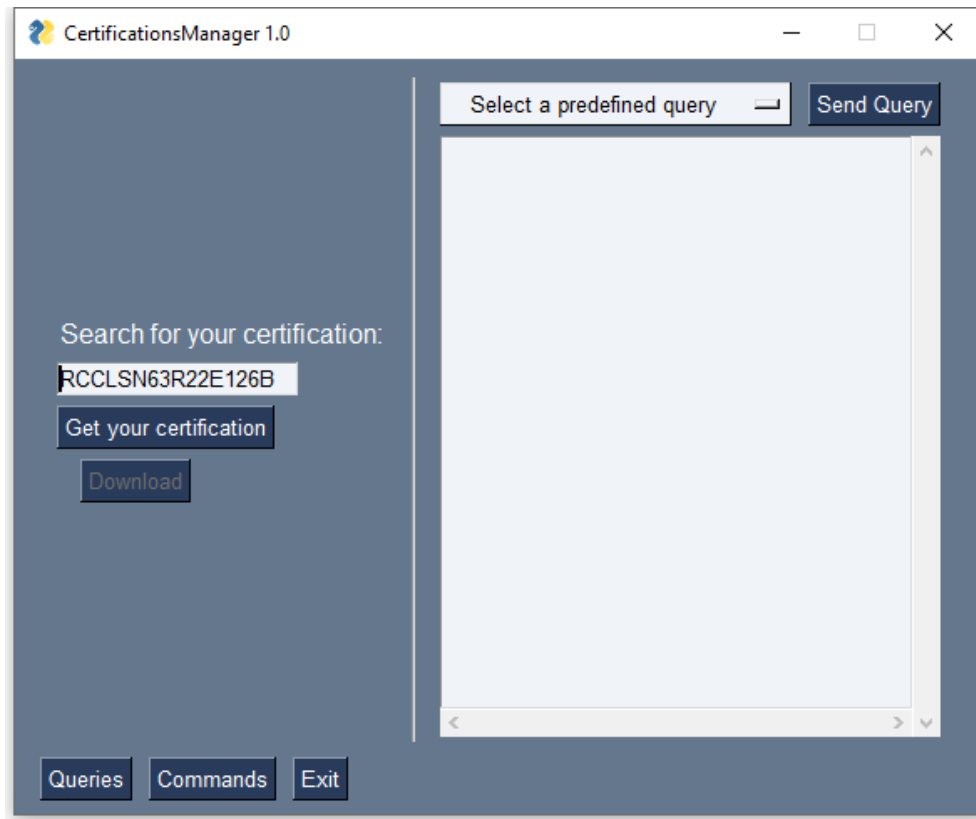 CertificationsManager 1.0
Select a predefined query
Send Query
Search for your certification:
RCCLSN63R22E126B
Get your certification
Download
Queries
Commands
Exit